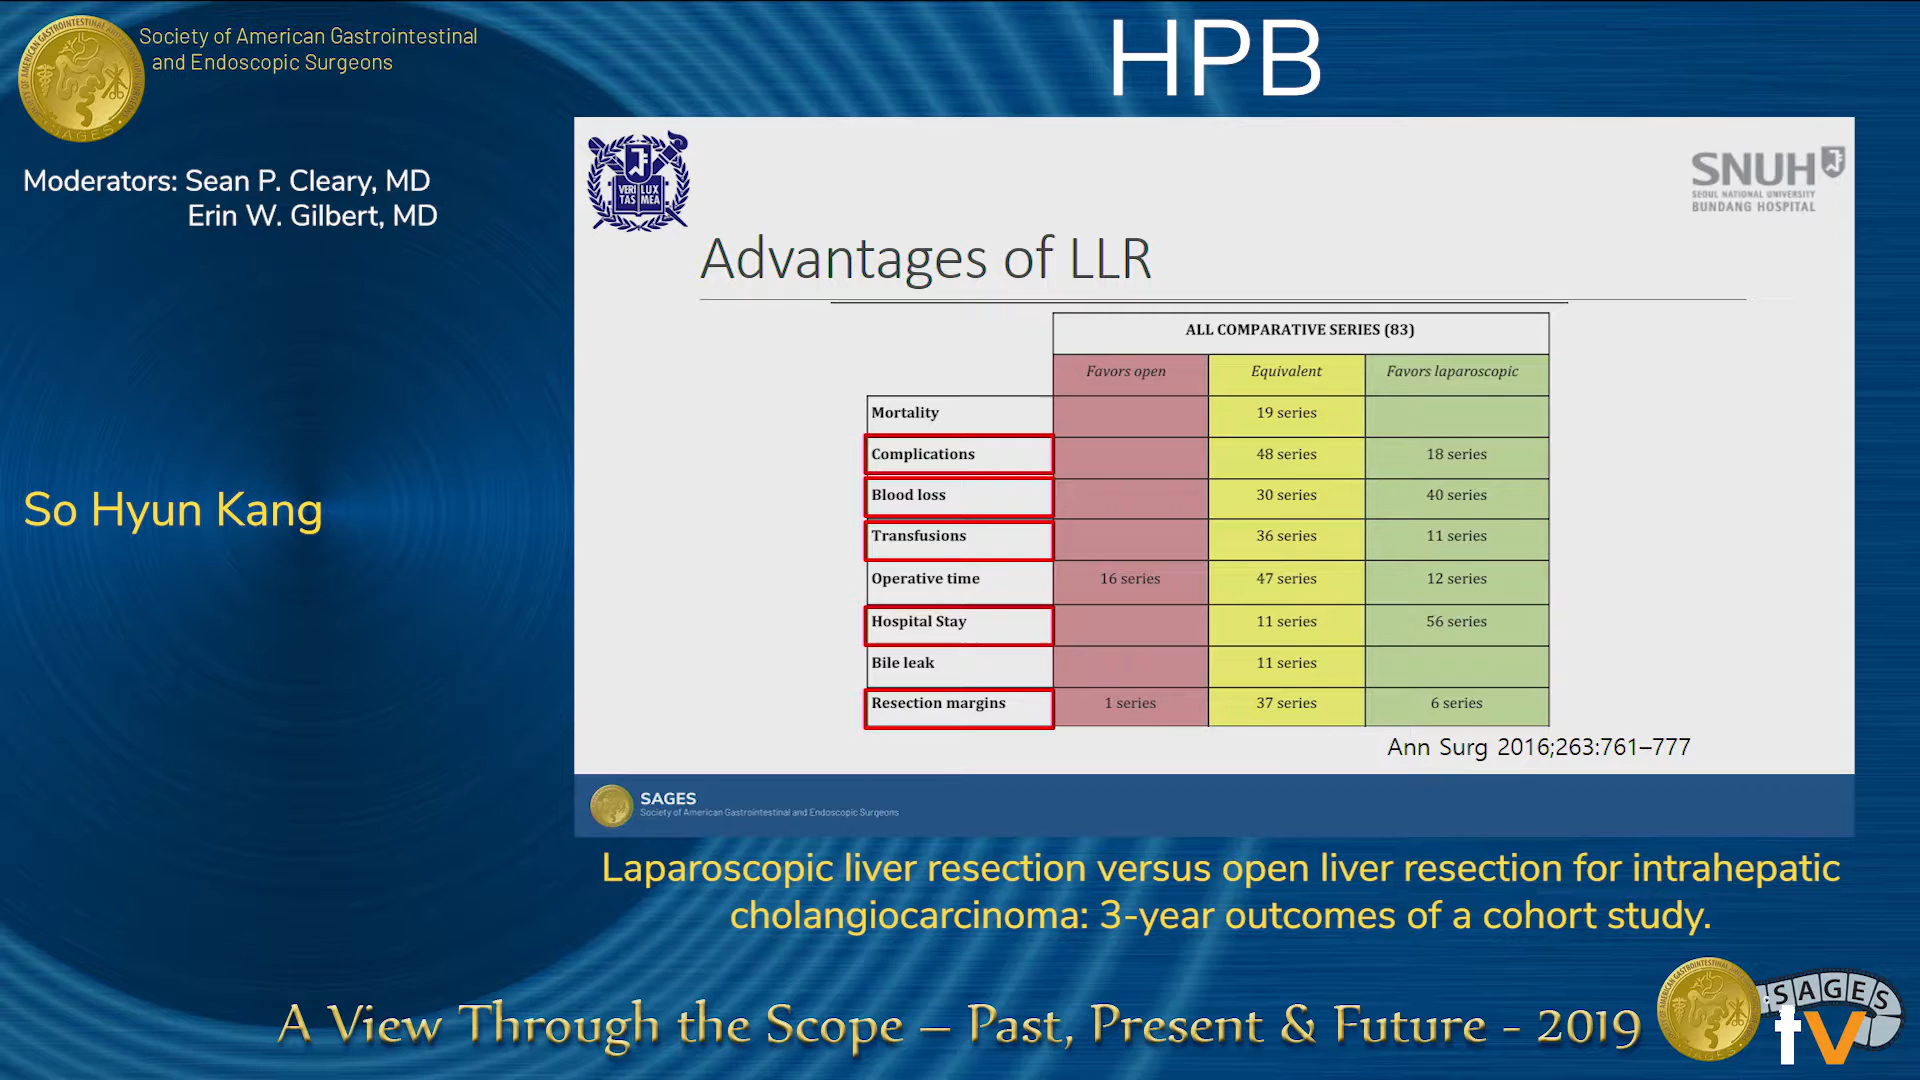 Society of American Gastrointestinal
and Endoscopic Surgeons
HPB
Moderators: Sean P. Cleary, MD
Erin W. Gilbert, MD
So Hyun Kang
VERI LUX
TAS MEA
SNUH
SEOUL NATIONAL UNIVERSITY
BUNDANG HOSPITAL
Advantages of LLR
ALL COMPARATIVE SERIES (83)
Favors open Equivalent Favors laparoscopic
Mortality 19 series
Complications 48 series 18 series
Blood loss 30 series 40 series
Transfusions 36 series 11 series
Operative time 16 series 47 series 12 series
Hospital Stay 11 series 56 series
Bile leak 11 series
Resection margins 1 series 37 series 6 series
Ann Surg 2016;263:761–777
SAGES
Society of American Gastrointestinal and Endoscopic Surgeons
Laparoscopic liver resection versus open liver resection for intrahepatic
cholangiocarcinoma: 3-year outcomes of a cohort study.
A View Through the Scope – Past, Present & Future - 2019
SAGES
tv